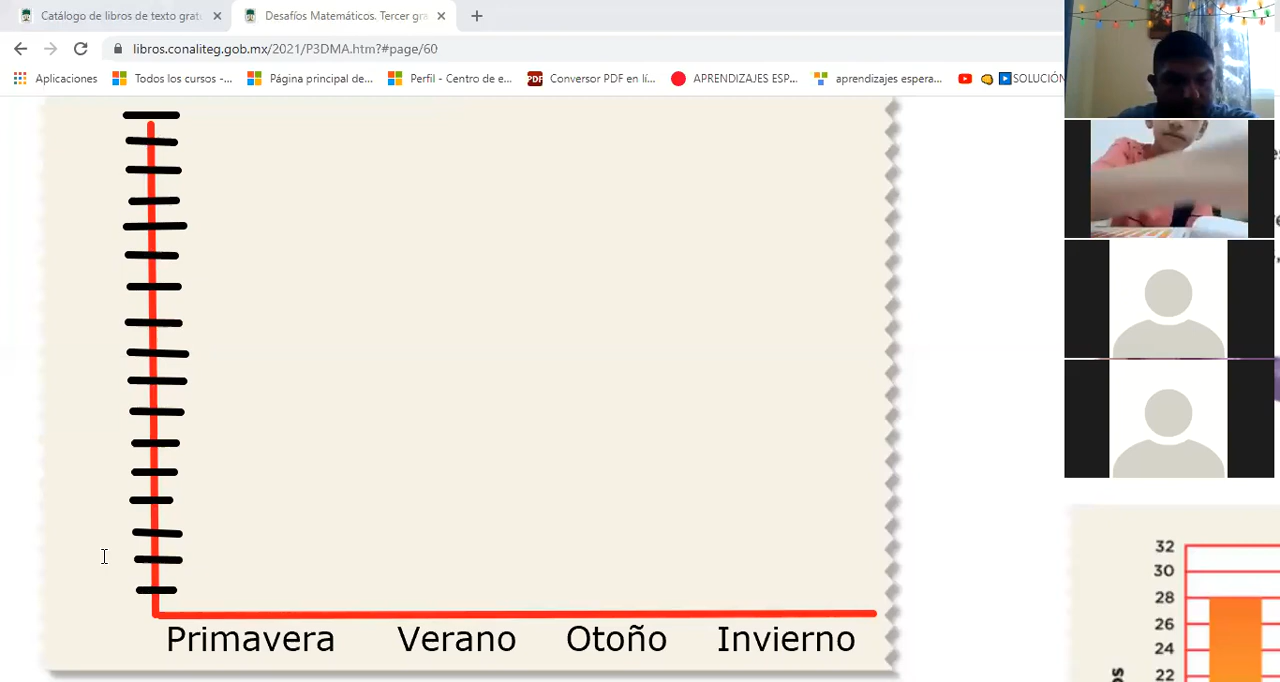 Catálogo de libros de texto grat
Desafíos Matemáticos. Tercer gra
libros.conaliteg.gob.mx/2021/P3DMA.htm?#page/60
Aplicaciones
Todos los cursos -...
Página principal de...
Perfil - Centro de e...
PDF
Conversor PDF en lí...
APRENDIZAJES ESP...
aprendizajes espera...
SOLUCIÓN
Primavera Verano Otoño Invierno
32
30
28
26
24
22